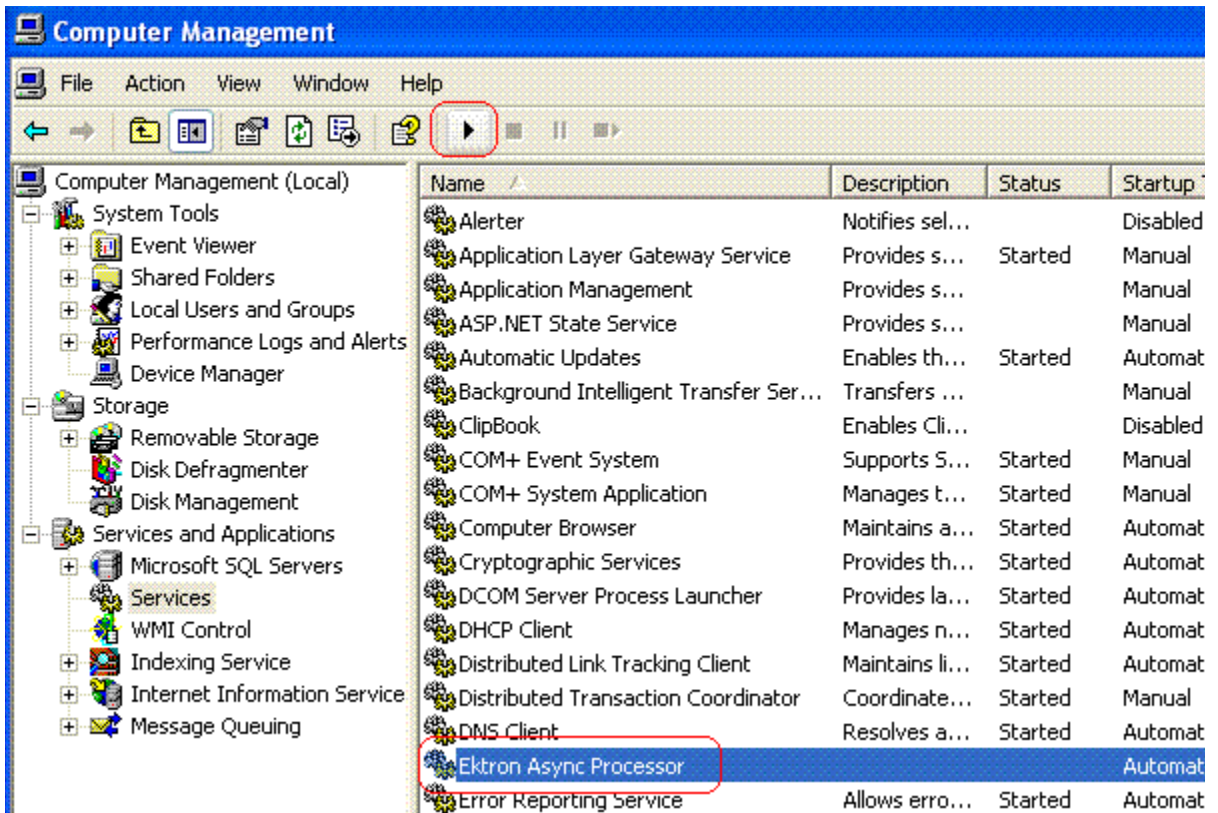 Computer Management
File Action View Window Help
Computer Management (Local)
System Tools
Event Viewer
Shared Folders
Local Users and Groups
Performance Logs and Alerts
Device Manager
Storage
Removable Storage
Disk Defragmenter
Disk Management
Services and Applications
Microsoft SQL Servers
Services
WMI Control
Indexing Service
Internet Information Service
Message Queuing
Name Description Status Startup
Alerter Notifies sel... Disabled
Application Layer Gateway Service Provides s... Started Manual
Application Management Provides s... Manual
ASP.NET State Service Provides s... Manual
Automatic Updates Enables th... Started Automat
Background Intelligent Transfer Ser... Transfers ... Manual
ClipBook Enables Cli... Disabled
COM+ Event System Supports S... Started Manual
COM+ System Application Manages t... Started Manual
Computer Browser Maintains a... Started Automat
Cryptographic Services Provides th... Started Automat
DCOM Server Process Launcher Provides la... Started Automat
DHCP Client Manages n... Started Automat
Distributed Link Tracking Client Maintains li... Started Automat
Distributed Transaction Coordinator Coordinate... Started Manual
DNS Client Resolves a... Started Automat
Ektron Async Processor Automat
Error Reporting Service Allows erro... Started Automat